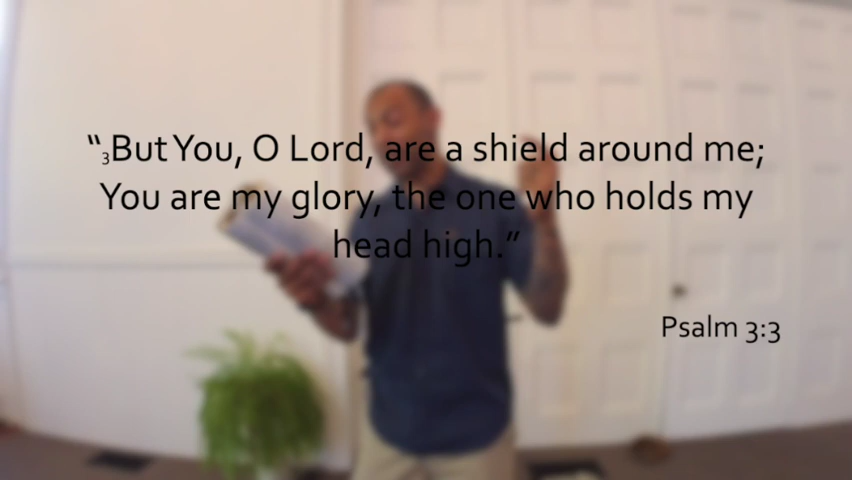 “3But You, O Lord, are a shield around me;
You are my glory, the one who holds my
head high.”
Psalm 3:3